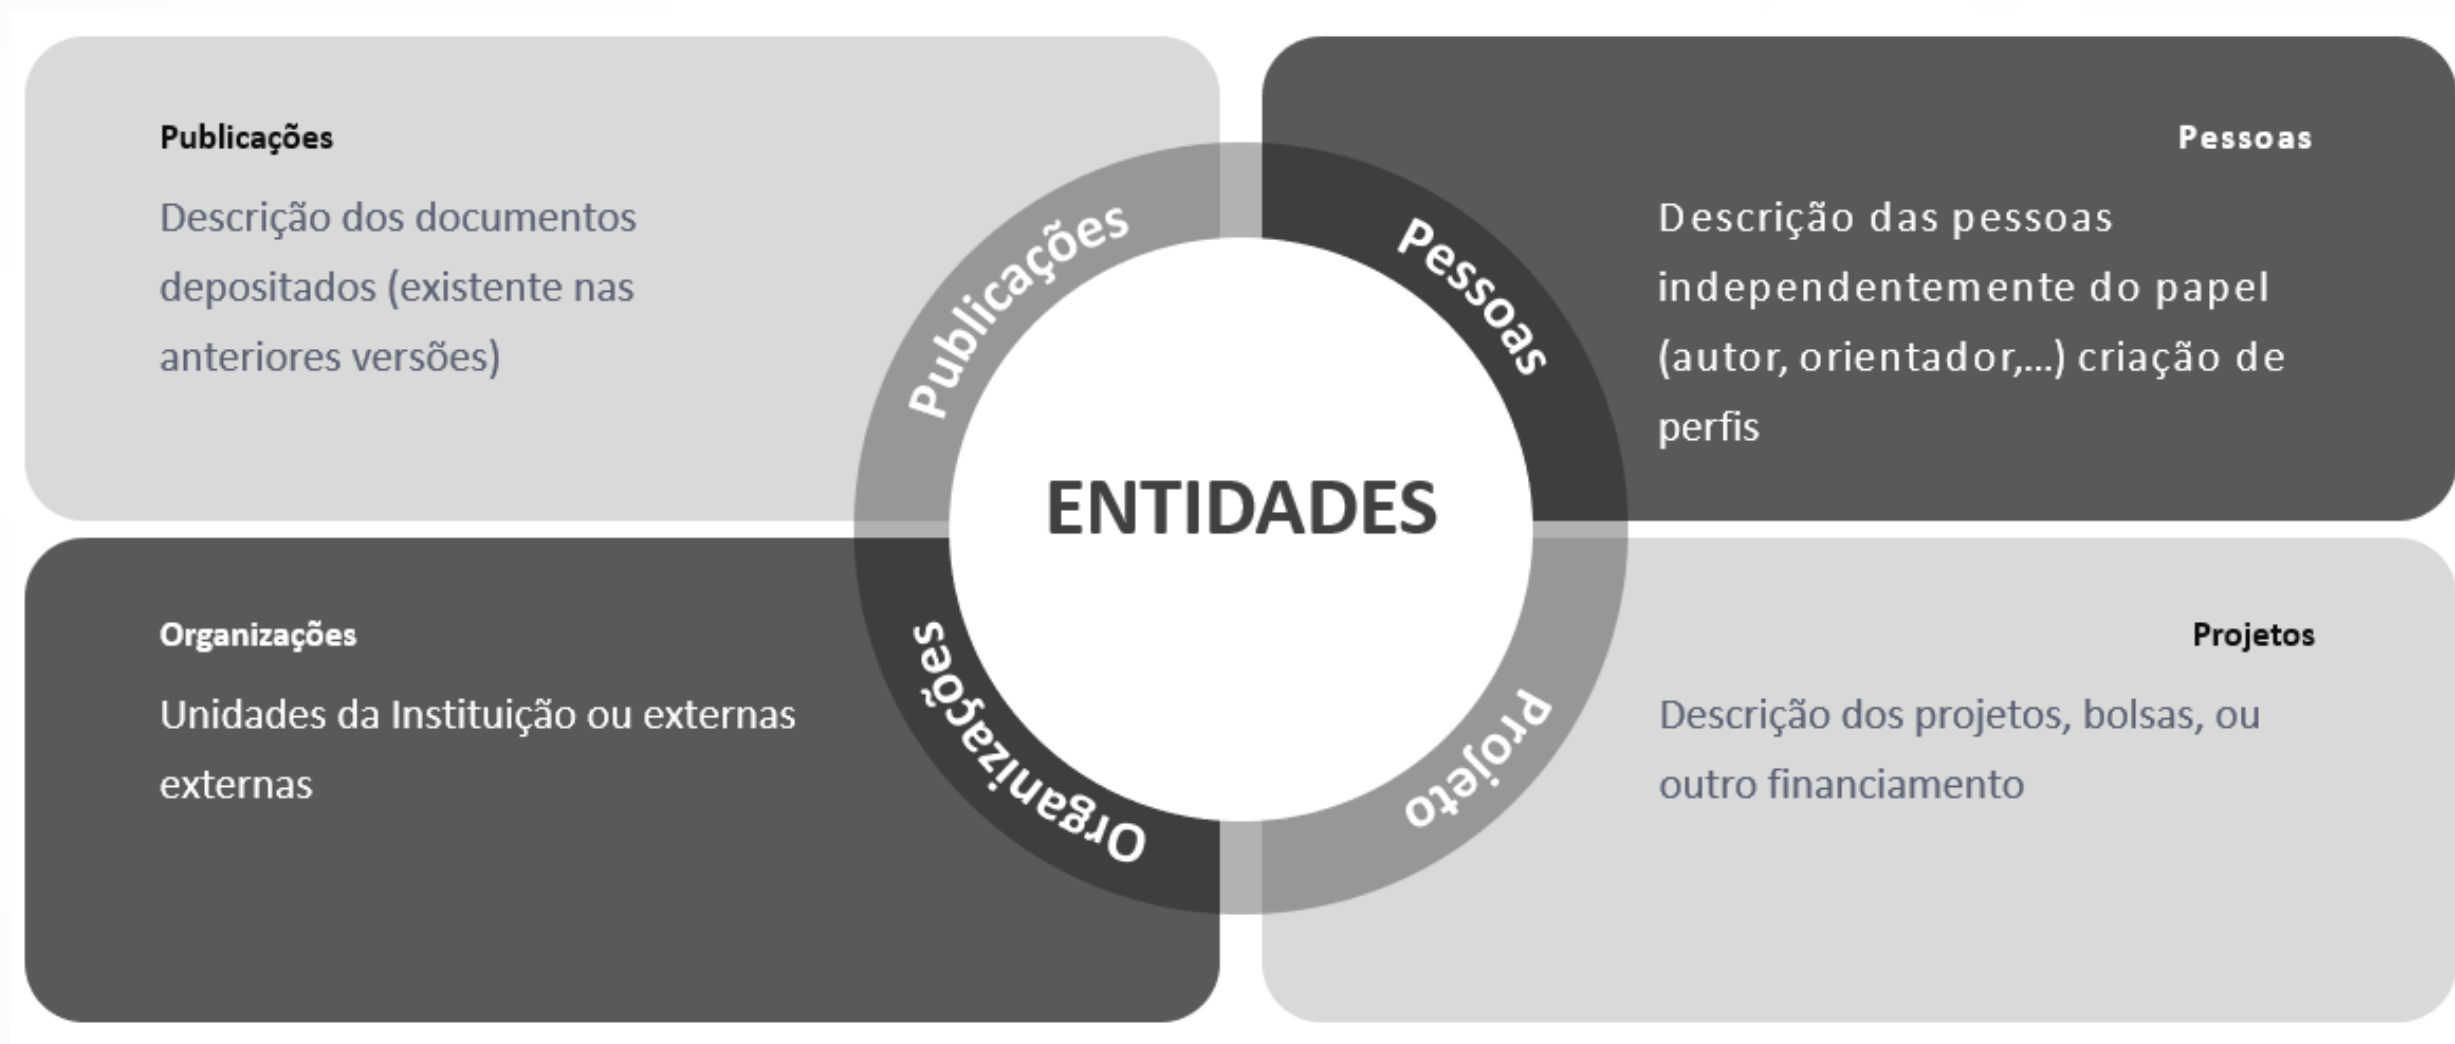 Publicações
Descrição dos documentos
depositados (existente nas
anteriores versões)
Pessoas
Descrição das pessoas
independentemente do papel
(autor, orientador,...) criação de
perfis
Publicações
Pessoas
ENTIDADES
Organizações
Projeto
Organizações
Unidades da Instituição ou externas
externas
Projetos
Descrição dos projetos, bolsas, ou
outro financiamento